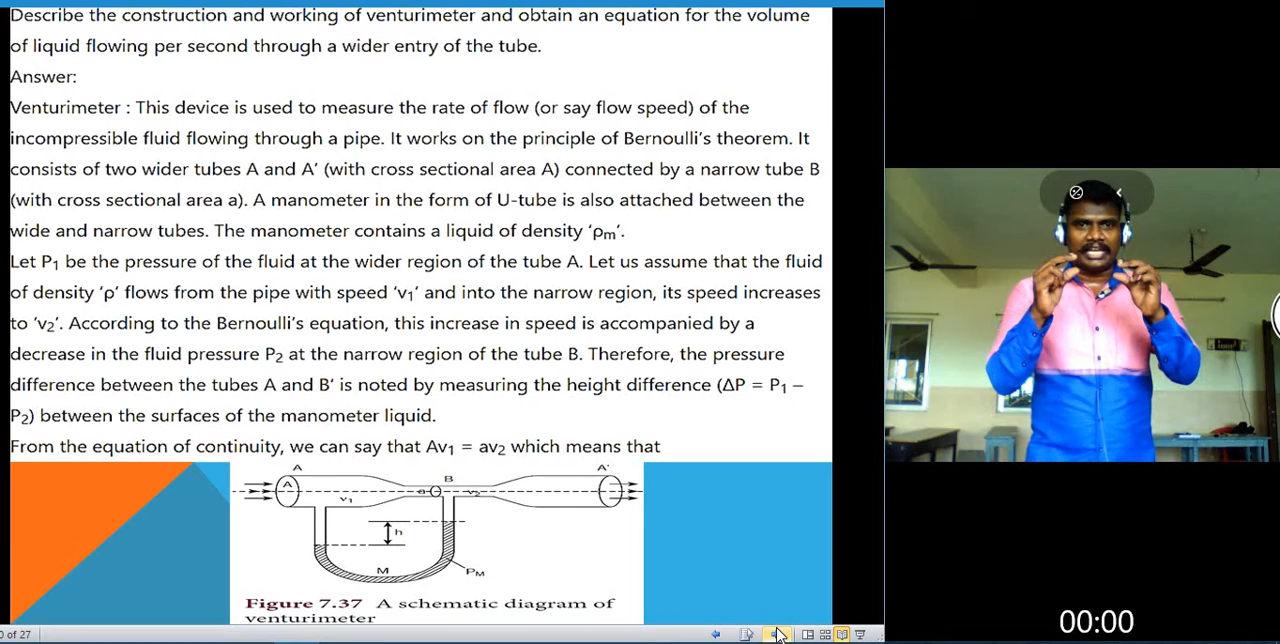 Describe the construction and working of venturimeter and obtain an equation for the volume
of liquid flowing per second through a wider entry of the tube.
Answer:
Venturimeter : This device is used to measure the rate of flow (or say flow speed) of the
incompressible fluid flowing through a pipe. It works on the principle of Bernoulli’s theorem. It
consists of two wider tubes A and A’ (with cross sectional area A) connected by a narrow tube B
(with cross sectional area a). A manometer in the form of U-tube is also attached between the
wide and narrow tubes. The manometer contains a liquid of density ‘ρm’.
Let P1 be the pressure of the fluid at the wider region of the tube A. Let us assume that the fluid
of density ‘ρ’ flows from the pipe with speed ‘v1’ and into the narrow region, its speed increases
to ‘v2’. According to the Bernoulli’s equation, this increase in speed is accompanied by a
decrease in the fluid pressure P2 at the narrow region of the tube B. Therefore, the pressure
difference between the tubes A and B’ is noted by measuring the height difference (ΔP = P1 −
P2) between the surfaces of the manometer liquid.
From the equation of continuity, we can say that Av1 = av2 which means that
A B A'
A v1 a v2
h
M PM
Figure 7.37 A schematic diagram of
venturimeter
of 27
00:00